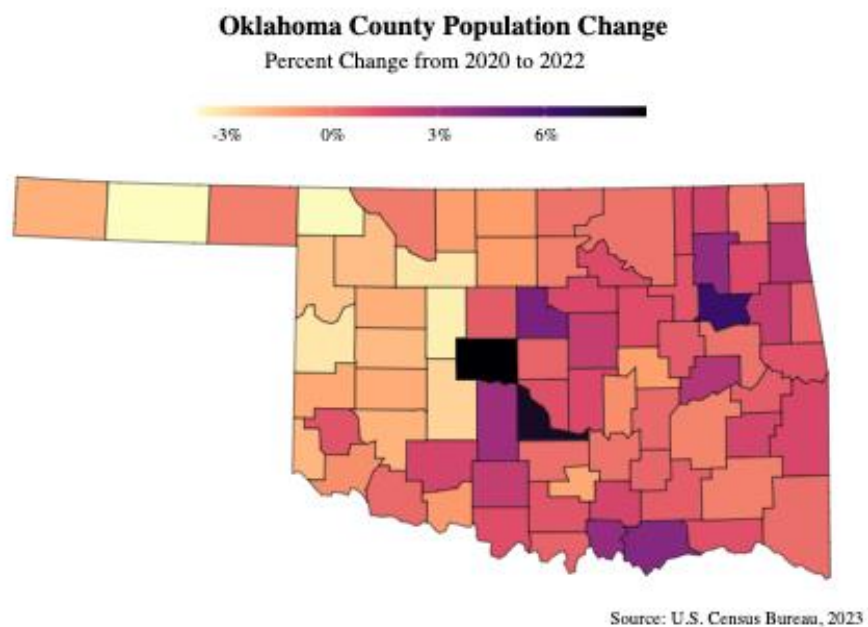 Oklahoma County Population Change
Percent Change from 2020 to 2022
-3% 0% 3% 6%
Source: U.S. Census Bureau, 2023